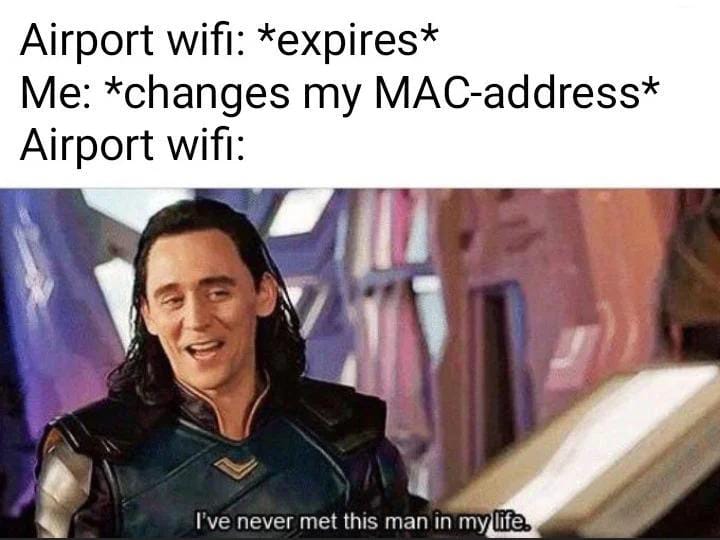 Airport wifi: *expires*
Me: *changes my MAC-address*
Airport wifi:
I've never met this man in my life.